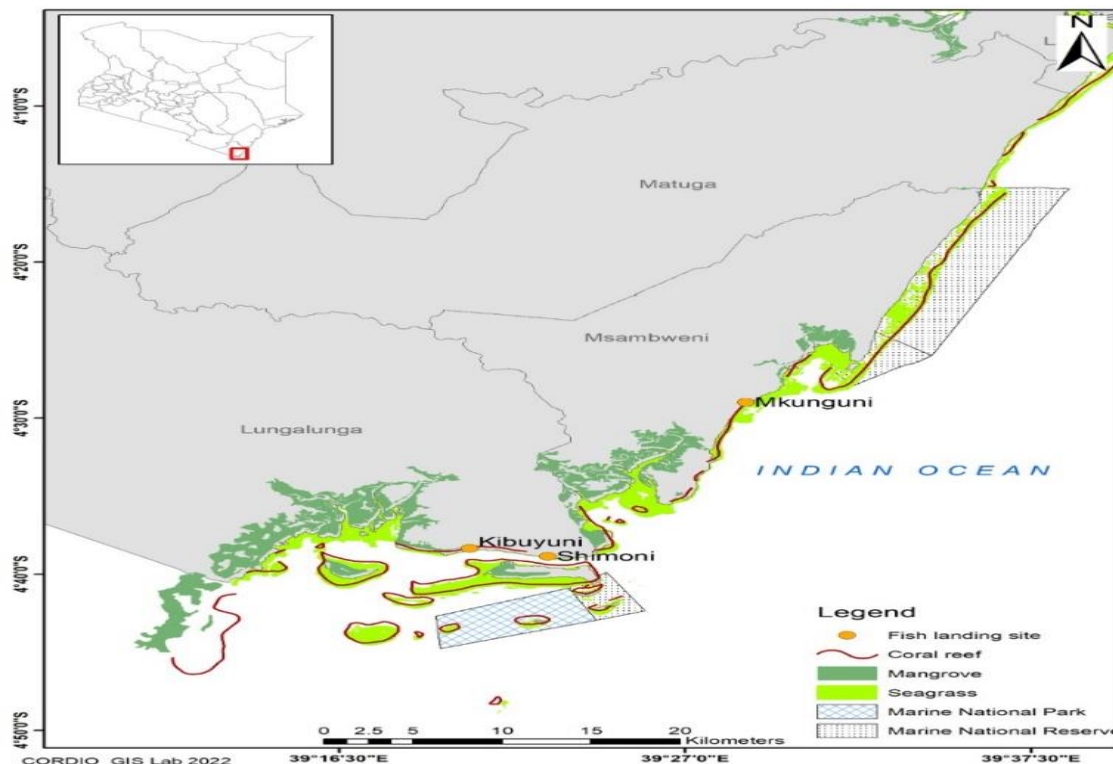 N
L
4°10'0"S
Matuga
4°20'0"S
Msambweni
Mkunguni
4°30'0"S
Lungalunga
INDIAN OCEAN
Kibuyuni
Shimoni
4°40'0"S
Legend
Fish landing site
Coral reef
Mangrove
Seagrass
Marine National Park
Marine National Reserve
4°50'0"S
0 2.5 5 10 15 20
Kilometers
CORDIO GIS Lab 2022
39°16'30"E
39°27'0"E
39°37'30"E